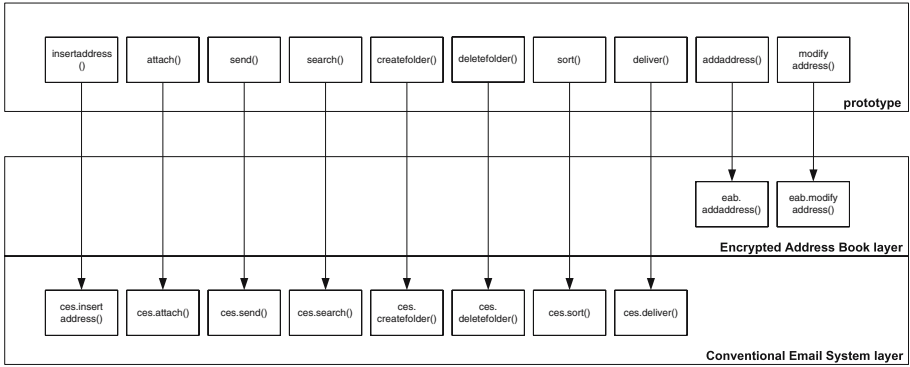 insertaddress
()
attach()
send()
search()
createfolder()
deletefolder()
sort()
deliver()
addaddress()
modify
address()
prototype
eab.
addaddress()
eab.modify
address()
Encrypted Address Book layer
ces.insert
address()
ces.attach()
ces.send()
ces.search()
ces.
createfolder()
ces.
deletefolder()
ces.sort()
ces.deliver()
Conventional Email System layer